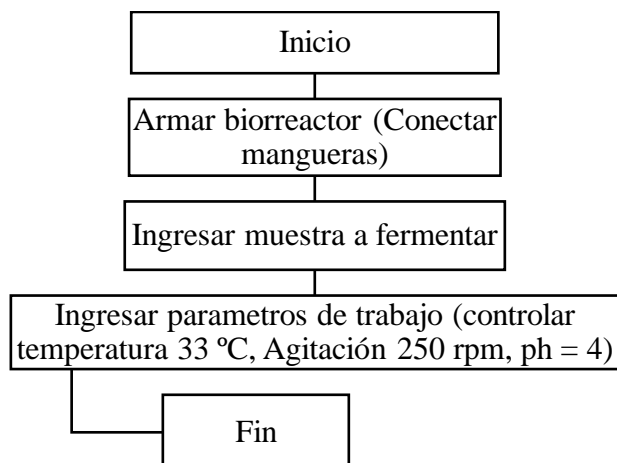 Inicio
Armar biorreactor (Conectar
mangueras)
Ingresar muestra a fermentar
Ingresar parametros de trabajo (controlar
temperatura 33 ºC, Agitación 250 rpm, ph = 4)
Fin